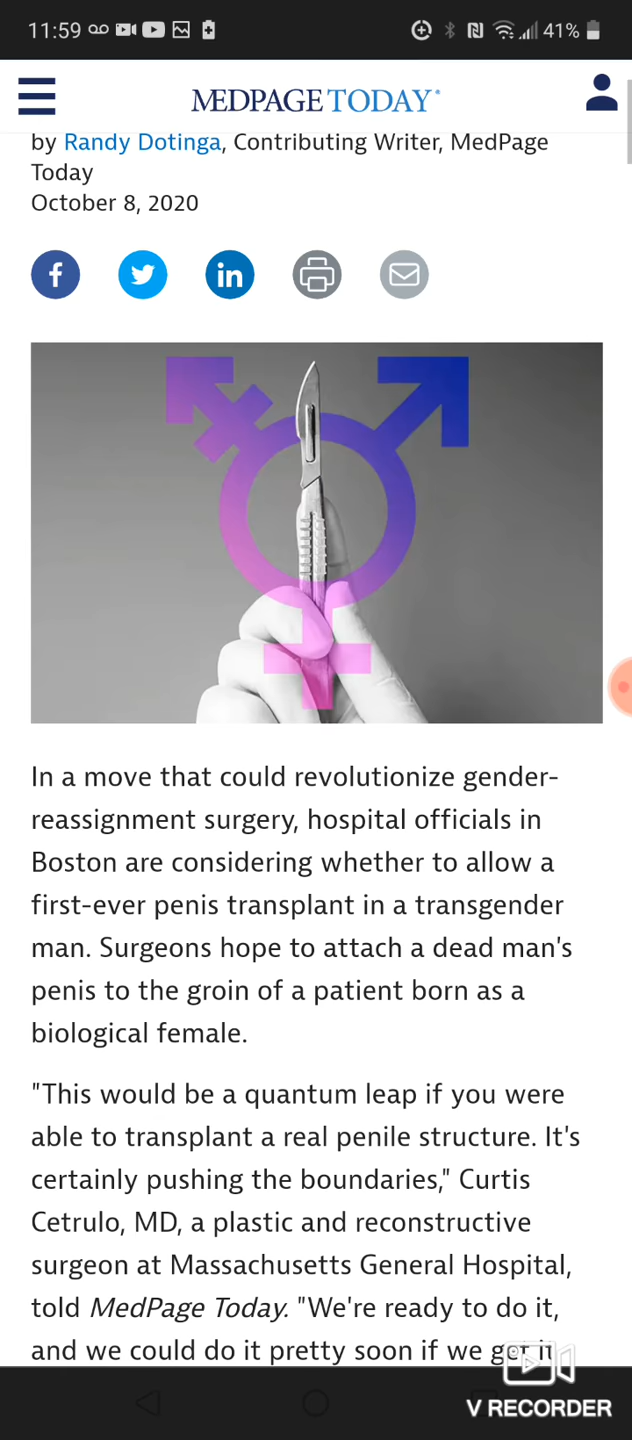 11:59
41%
MEDPAGE TODAY®
by Randy Dotinga, Contributing Writer, MedPage
Today
October 8, 2020
f
in
In a move that could revolutionize gender-
reassignment surgery, hospital officials in
Boston are considering whether to allow a
first-ever penis transplant in a transgender
man. Surgeons hope to attach a dead man's
penis to the groin of a patient born as a
biological female.
"This would be a quantum leap if you were
able to transplant a real penile structure. It's
certainly pushing the boundaries," Curtis
Cetrulo, MD, a plastic and reconstructive
surgeon at Massachusetts General Hospital,
told MedPage Today. "We're ready to do it,
and we could do it pretty soon if we get it
V RECORDER